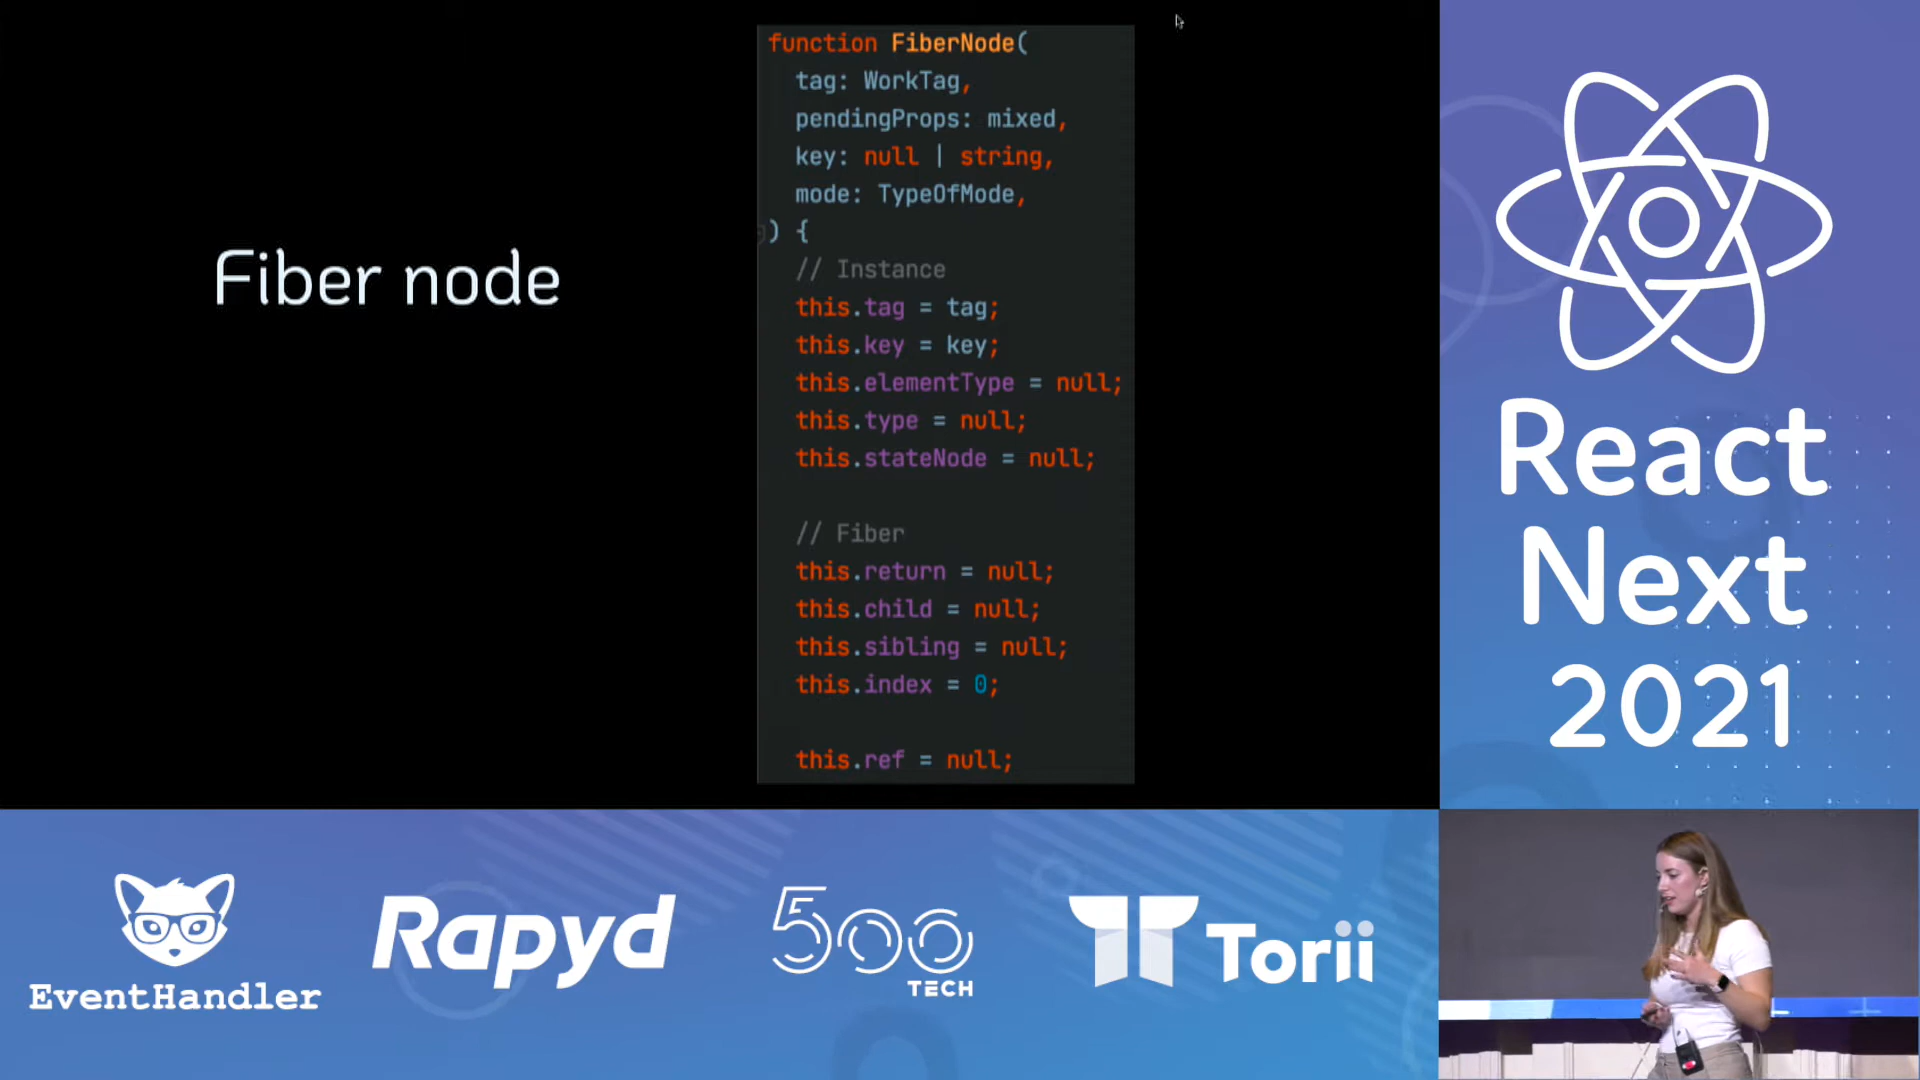 Fiber node
function FiberNode(
tag: WorkTag,
pendingProps: mixed,
key: null | string,
mode: TypeOfMode,
) {
// Instance
this.tag = tag;
this.key = key;
this.elementType = null;
this.type = null;
this.stateNode = null;
// Fiber
this.return = null;
this.child = null;
this.sibling = null;
this.index = 0;
this.ref = null;
React
Next
2021
EventHandler
Rapyd
500
TECH
Torii